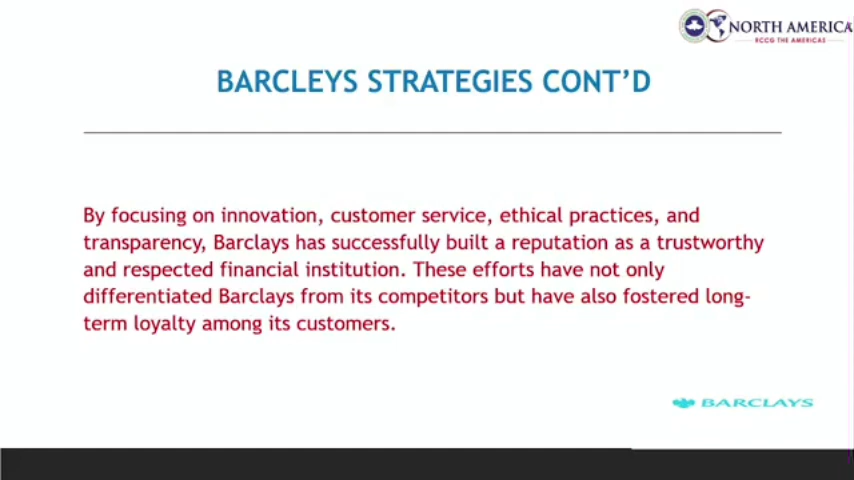 NORTH AMERICA
RCCG THE AMERICAS
BARCLEYS STRATEGIES CONT'D
By focusing on innovation, customer service, ethical practices, and
transparency, Barclays has successfully built a reputation as a trustworthy
and respected financial institution. These efforts have not only
differentiated Barclays from its competitors but have also fostered long-
term loyalty among its customers.
BARCLAYS